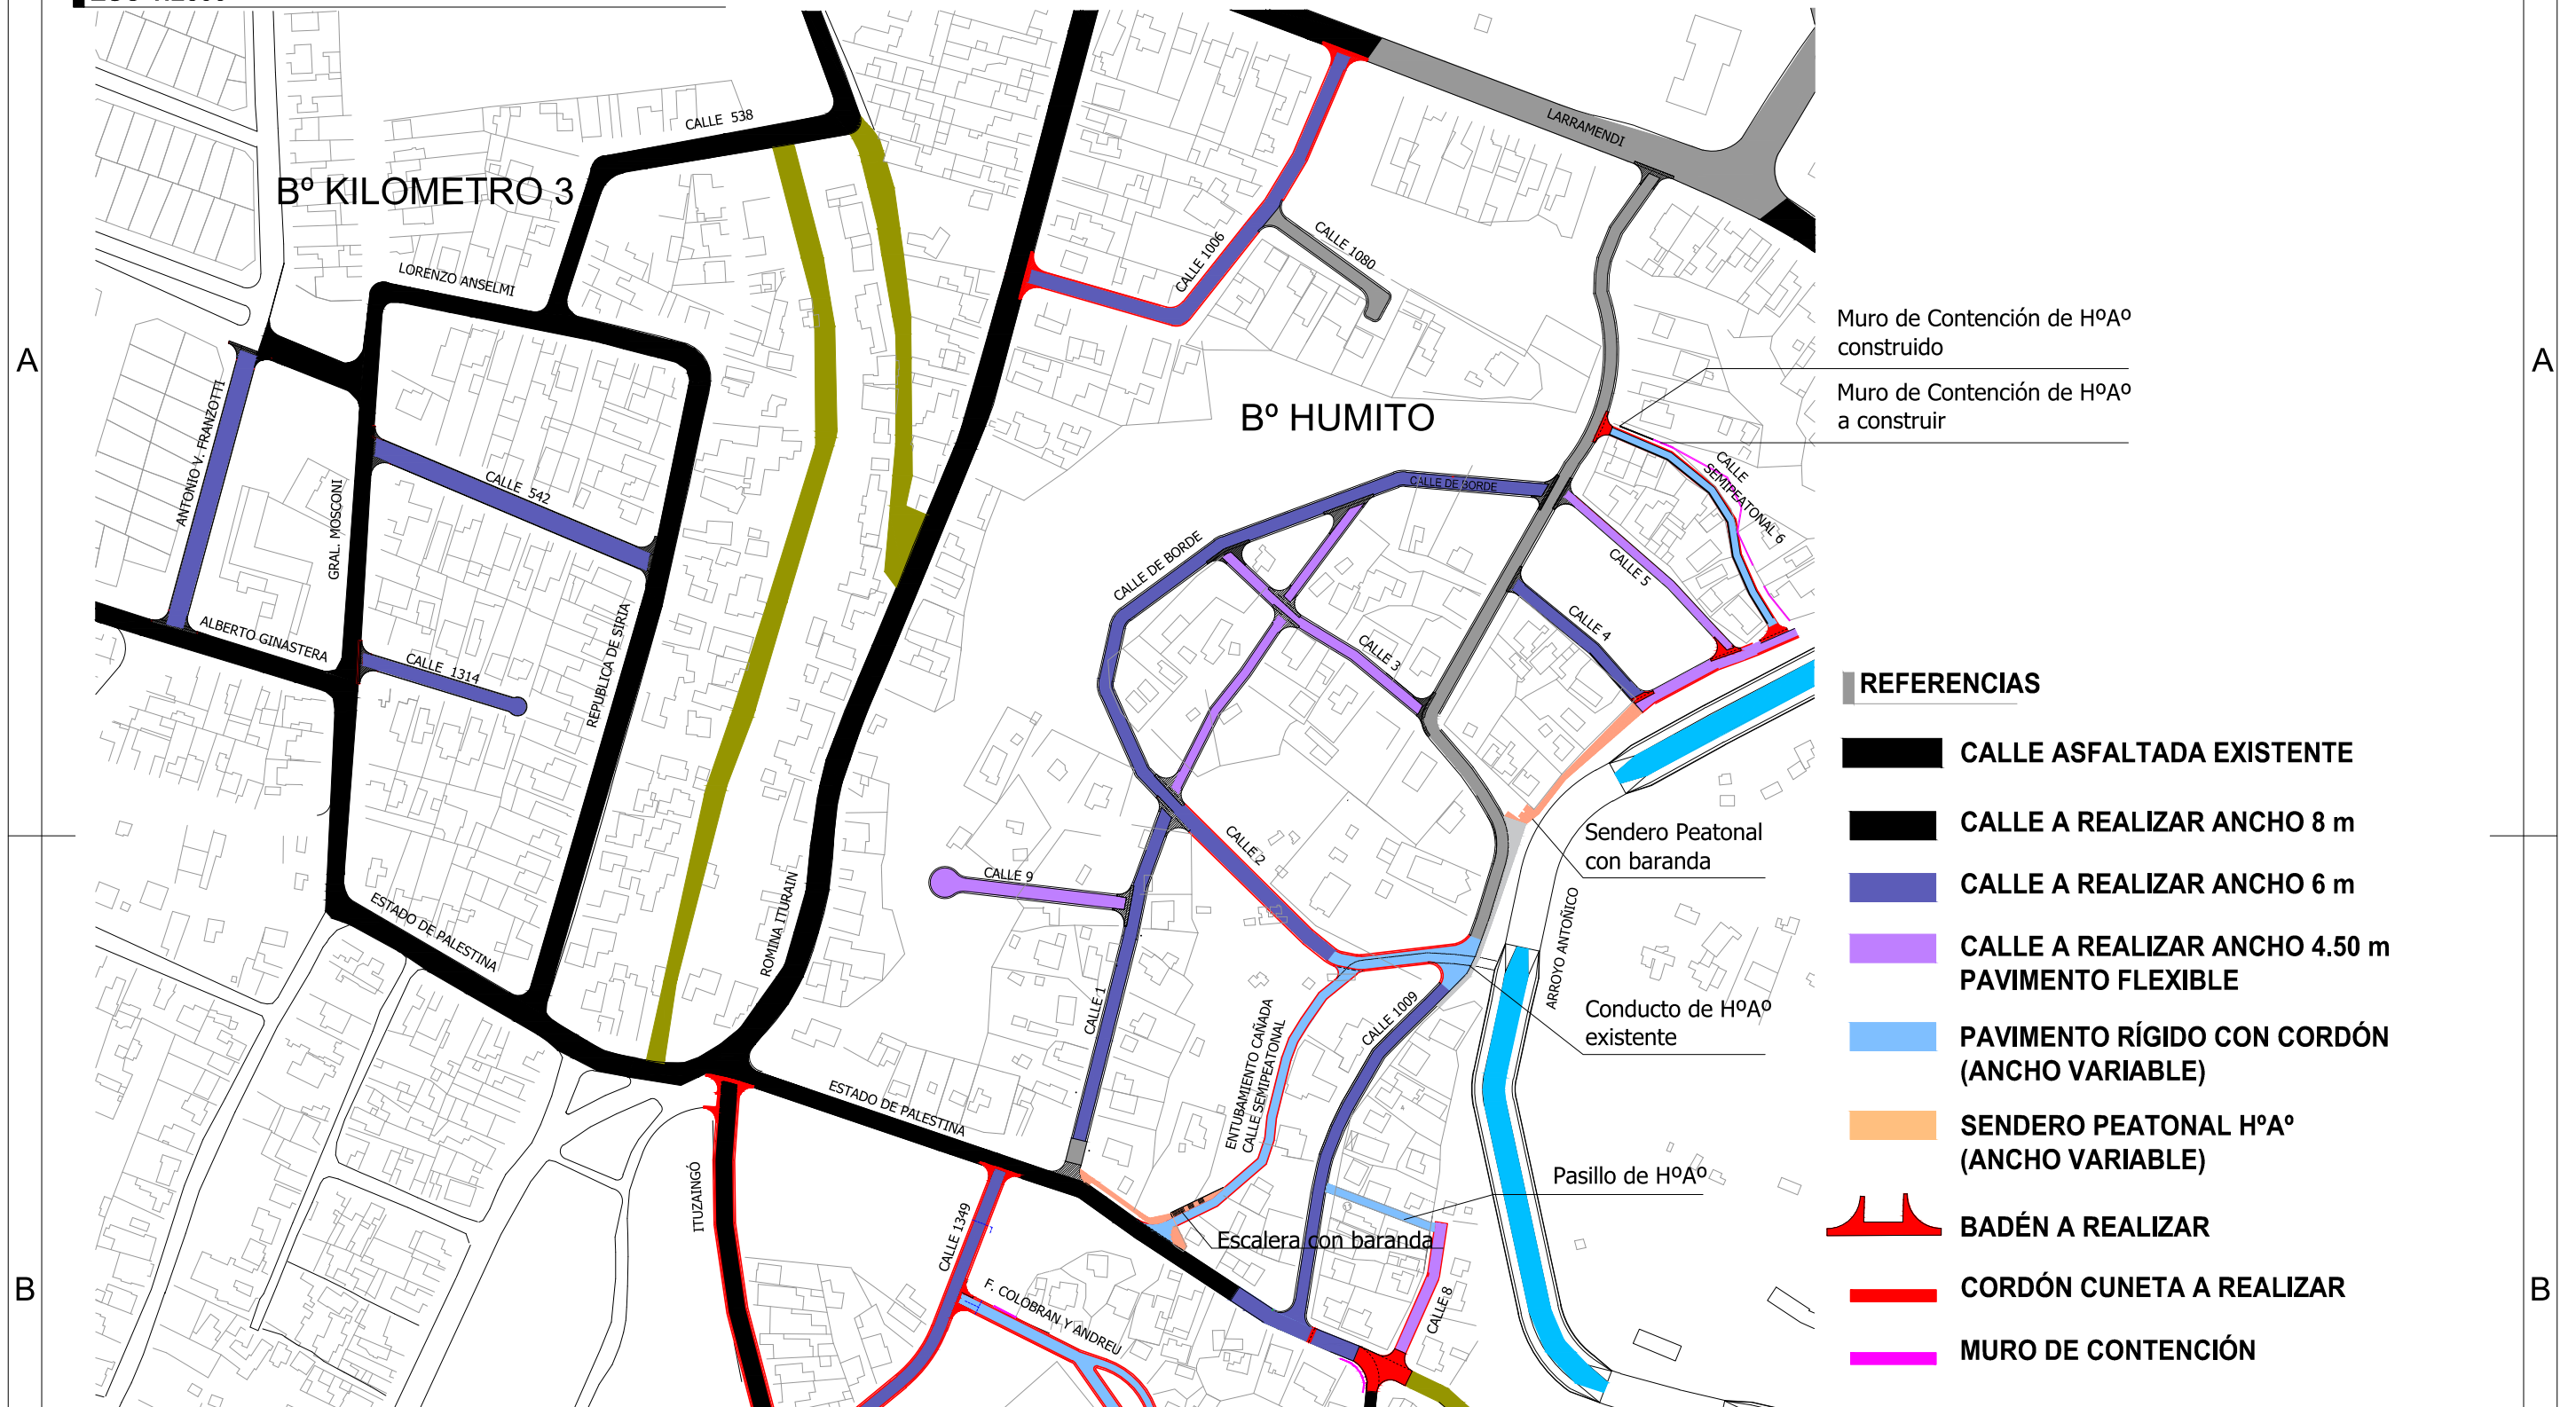 CALLE 538
Bº KILOMETRO 3
LORENZO ANSELMI
ANTONIO V. FRANZOTTI
GRAL. MOSCONI
CALLE 542
ALBERTO GINASTERA
CALLE 1314
REPUBLICA DE SIRIA
ESTADO DE PALESTINA
ROMINA ITURAIN
LARRAMENDI
CALLE 1006
CALLE 1080
Bº HUMITO
CALLE DE BORDE
CALLE DE BORDE
CALLE
SEMIPEATONAL 6
CALLE 5
CALLE 4
CALLE 3
CALLE 2
CALLE 9
CALLE 1
CALLE 1009
ENTUBAMIENTO CAÑADA
CALLE SEMIPEATONAL
ARROYO ANTOÑICO
ESTADO DE PALESTINA
ITUZAINGÓ
CALLE 1349
F. COLOBRAN Y ANDREU
CALLE 8
Muro de Contención de HºAº
construido
Muro de Contención de HºAº
a construir
Sendero Peatonal
con baranda
Conducto de HºAº
existente
Pasillo de HºAº
Escalera con baranda
REFERENCIAS
CALLE ASFALTADA EXISTENTE
CALLE A REALIZAR ANCHO 8 m
CALLE A REALIZAR ANCHO 6 m
CALLE A REALIZAR ANCHO 4.50 m
PAVIMENTO FLEXIBLE
PAVIMENTO RÍGIDO CON CORDÓN
(ANCHO VARIABLE)
SENDERO PEATONAL HºAº
(ANCHO VARIABLE)
BADÉN A REALIZAR
CORDÓN CUNETA A REALIZAR
MURO DE CONTENCIÓN
A
A
B
B